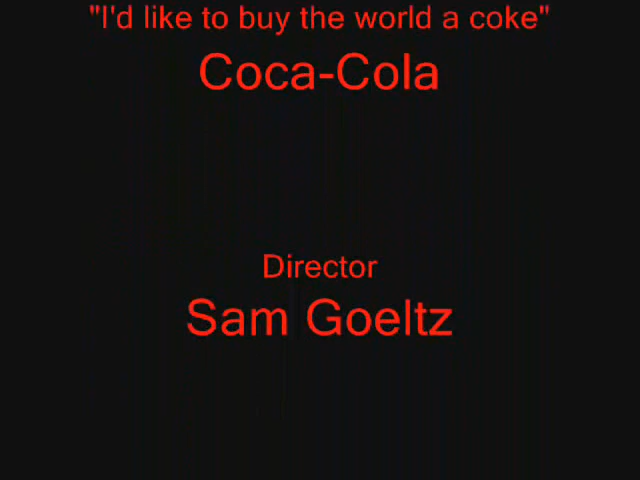 "I'd like to buy the world a coke"
Coca-Cola
Director
Sam Goeltz